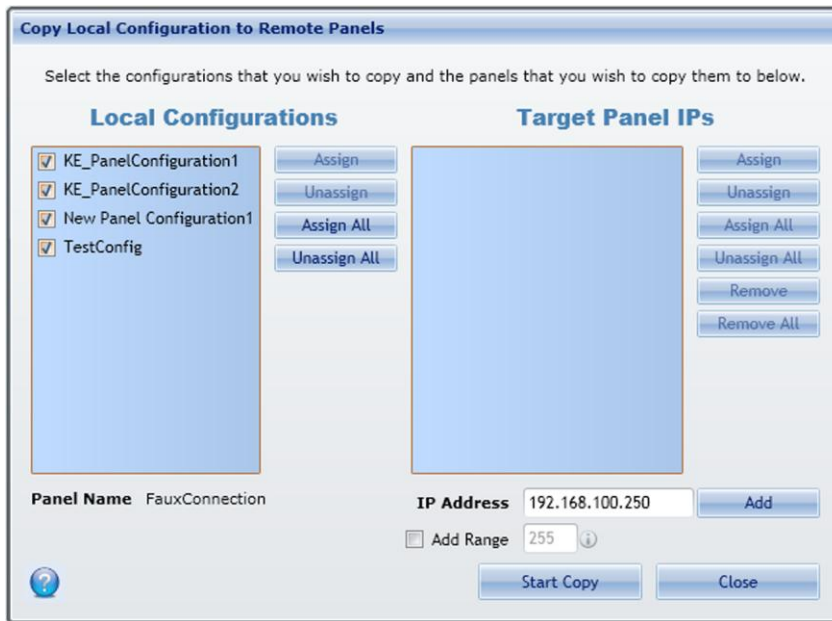 Copy Local Configuration to Remote Panels
Select the configurations that you wish to copy and the panels that you wish to copy them to below.
Local Configurations
KE_PanelConfiguration1
KE_PanelConfiguration2
New Panel Configuration1
TestConfig
Assign
Unassign
Assign All
Unassign All
Panel Name FauxConnection
Target Panel IPs
Assign
Unassign
Assign All
Unassign All
Remove
Remove All
IP Address 192.168.100.250 Add
Add Range 255
Start Copy Close